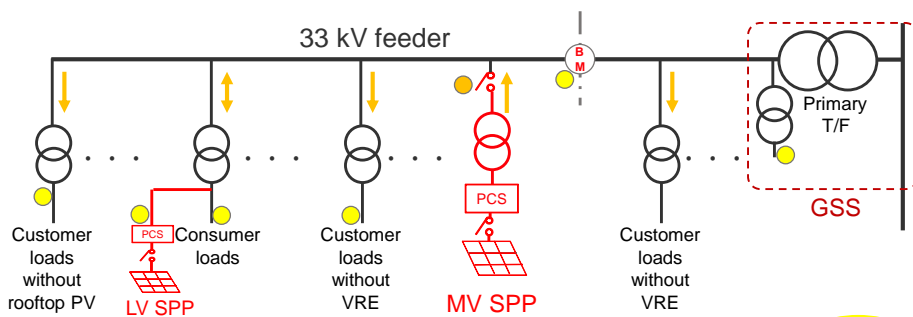 33 kV feeder
B
M
Primary
T/F
GSS
PCS
PCS
Customer
loads
without
rooftop PV
LV SPP
Consumer
loads
Customer
loads
without
VRE
MV SPP
Customer
loads
without
VRE